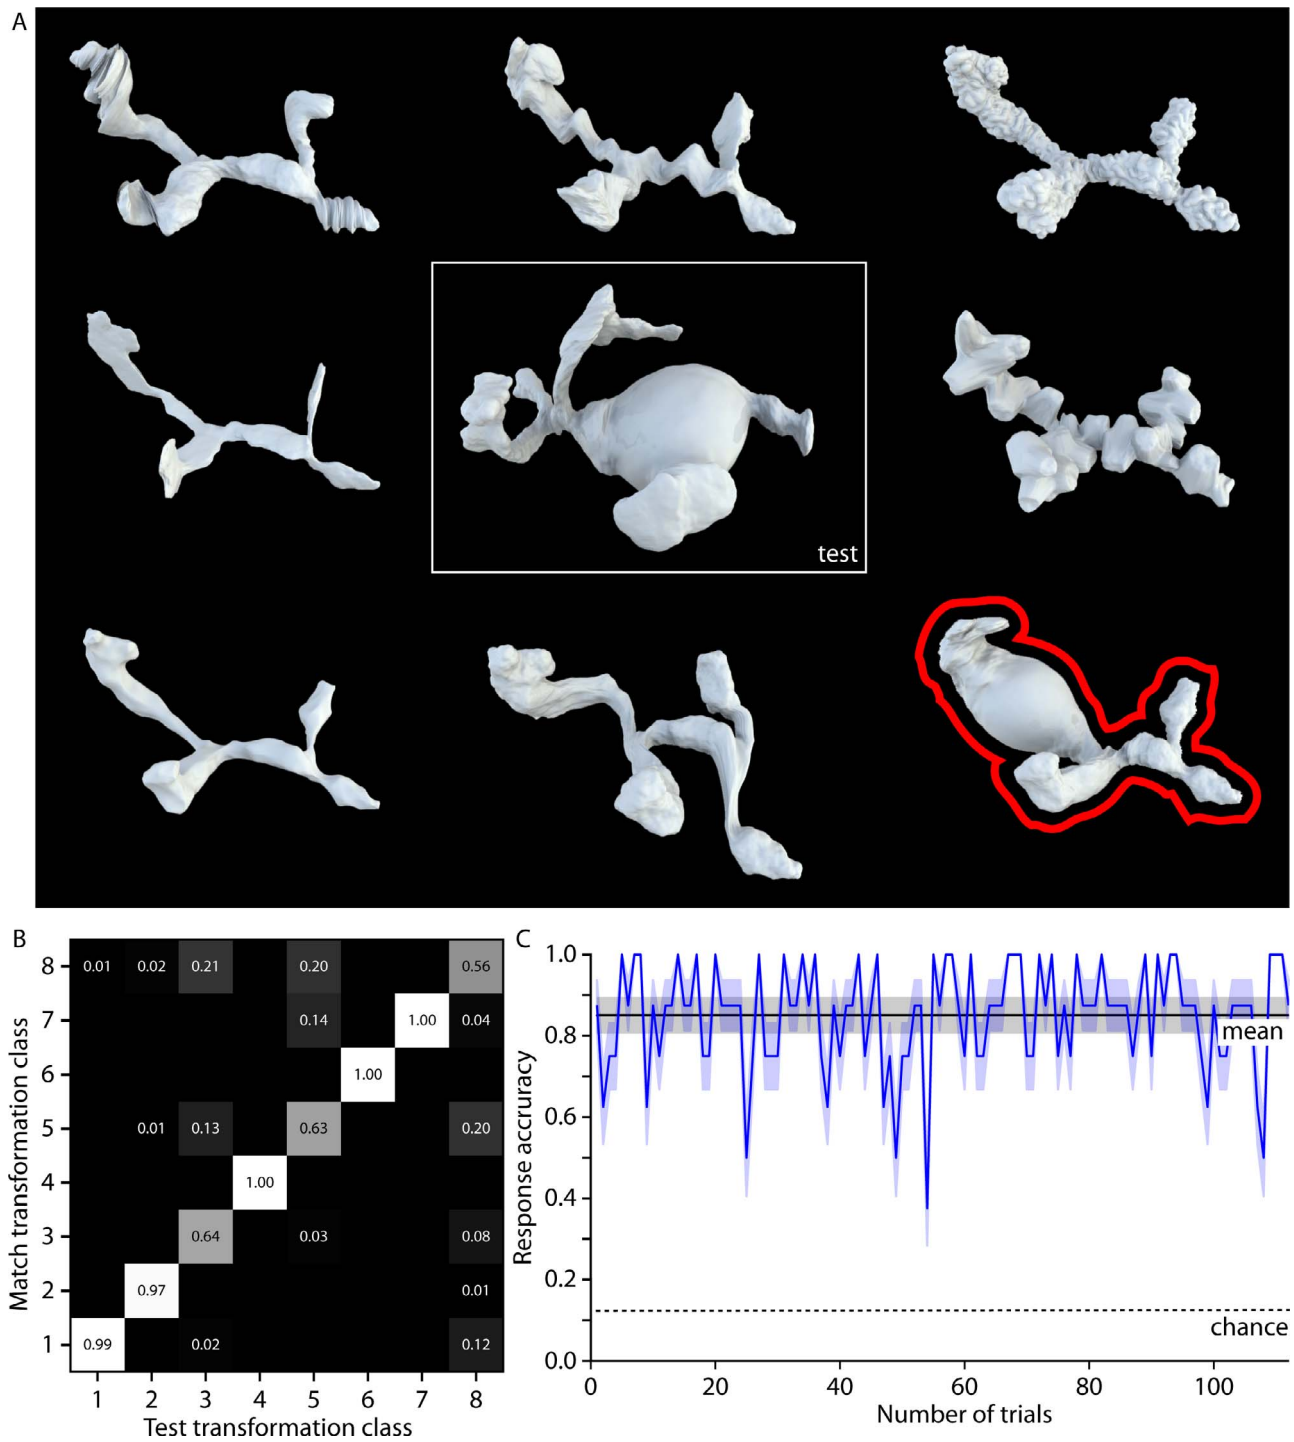 A
test
B
8
0.01 0.02 0.21 0.20 0.56
7
0.14 1.00 0.04
6
1.00
5
0.01 0.13 0.63 0.20
4
1.00
3
0.64 0.03 0.08
2
0.97 0.01
1
0.99 0.02 0.12
1 2 3 4 5 6 7 8
Match transformation class
Test transformation class
C
1.0
0.8
0.6
0.4
0.2
0.0
Response accruracy
mean
chance
0 20 40 60 80 100
Number of trials